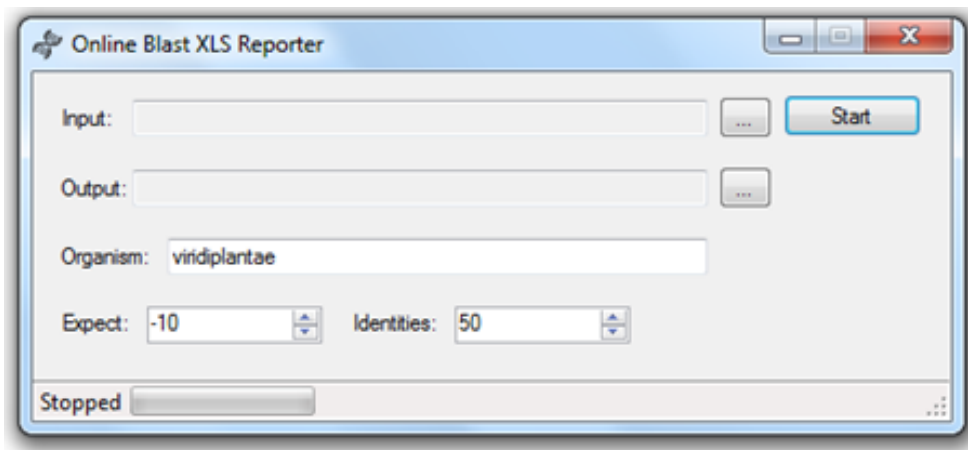 Online Blast XLS Reporter
Input: ... Start
Output: ...
Organism: viridiplantae
Expect: -10 Identities: 50
Stopped